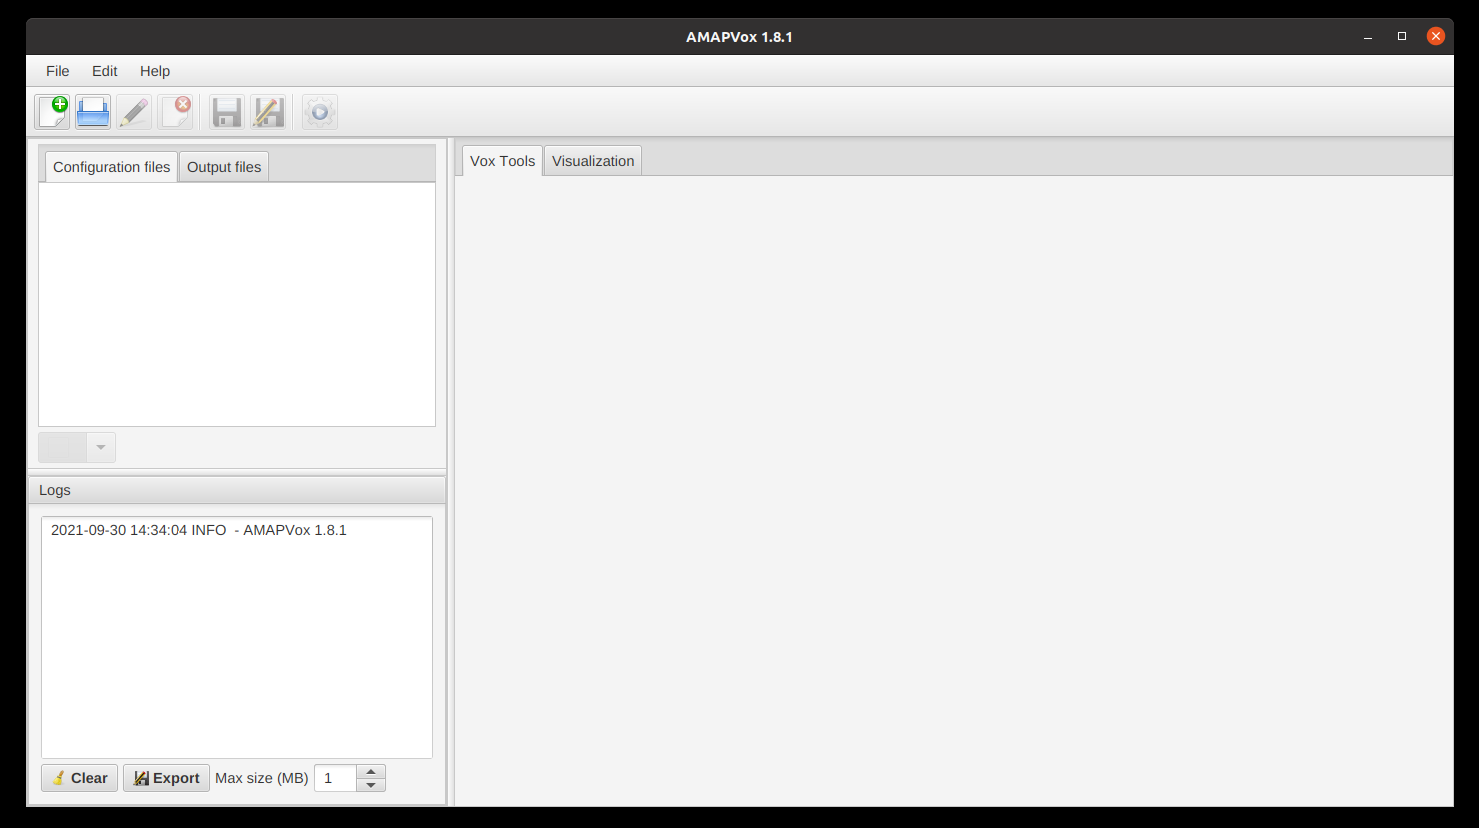 AMAPVox 1.8.1
File Edit Help
Configuration files Output files
Vox Tools Visualization
Logs
2021-09-30 14:34:04 INFO - AMAPVox 1.8.1
Clear Export Max size (MB) 1